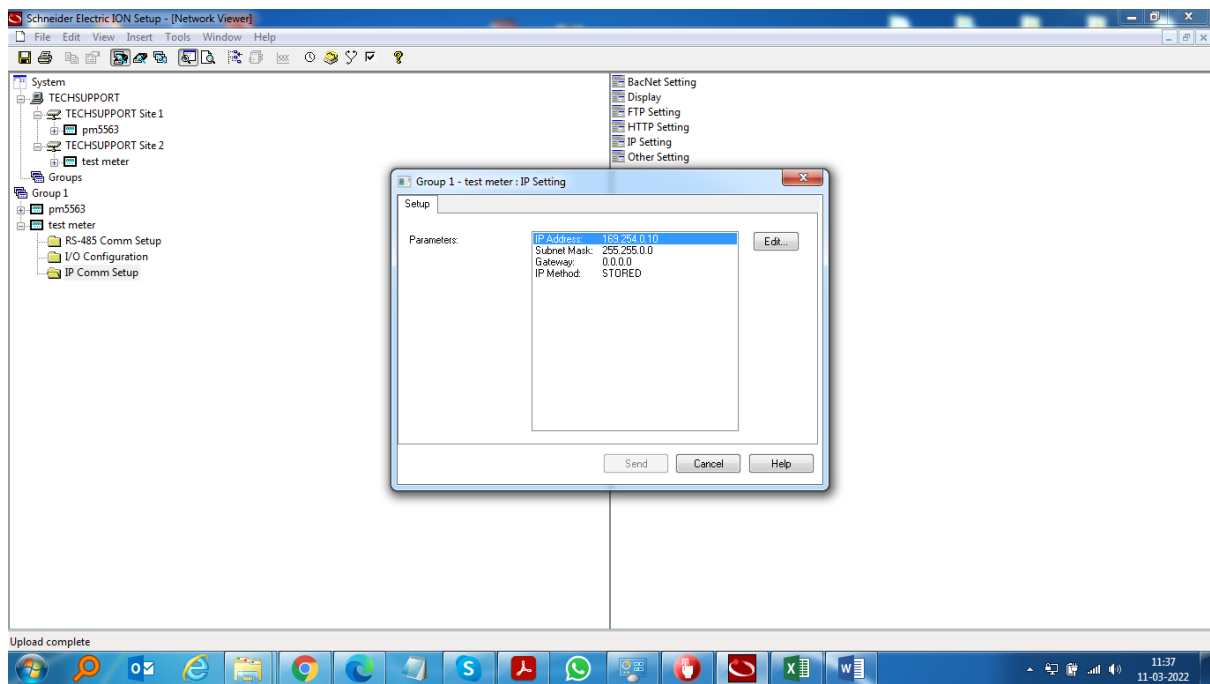 Schneider Electric ION Setup - [Network Viewer]
File Edit View Insert Tools Window Help
System
TECHSUPPORT
TECHSUPPORT Site 1
pm5563
TECHSUPPORT Site 2
test meter
Groups
Group 1
pm5563
test meter
RS-485 Comm Setup
I/O Configuration
IP Comm Setup
BacNet Setting
Display
FTP Setting
HTTP Setting
IP Setting
Other Setting
Group 1 - test meter : IP Setting
Setup
Parameters:
IP Address: 169.254.0.10
Subnet Mask: 255.255.0.0
Gateway: 0.0.0.0
IP Method: STORED
Edit...
Send Cancel Help
Upload complete
11:37
11-03-2022